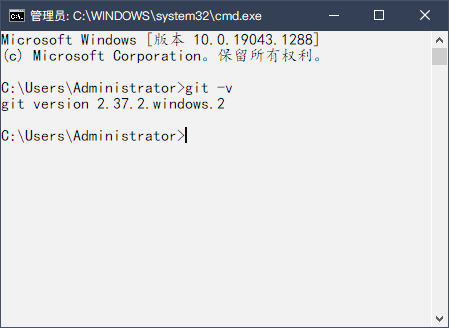 管理员: C:\WINDOWS\system32\cmd.exe
Microsoft Windows [版本 10.0.19043.1288]
(c) Microsoft Corporation。保留所有权利。
C:\Users\Administrator>git -v
git version 2.37.2.windows.2
C:\Users\Administrator>